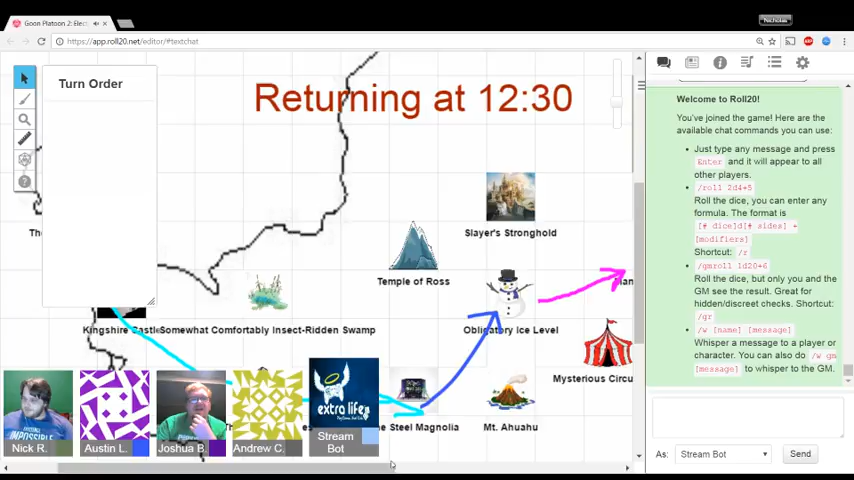 Goon Platoon 2: Elec
Nicholas
https://app.roll20.net/editor/#textchat
Turn Order
Returning at 12:30
Slayer's Stronghold
Temple of Ross
Kingshire Castle
Somewhat Comfortably Insect-Ridden Swamp
Obligatory Ice Level
Mysterious Circu
Steel Magnolia
Mt. Ahuahu
Nick R.
Austin L.
Joshua B.
Andrew C.
extra life
Stream
Bot
Welcome to Roll20!
You've joined the game! Here are the
available chat commands you can use:
Just type any message and press
Enter and it will appear to all
other players.
/roll 2d4+5
Roll the dice, you can enter any
formula. The format is
[# dice]d[# sides] +
[modifiers]
Shortcut: /r
/gmroll 1d20+6
Roll the dice, but only you and the
GM see the result. Great for
hidden/discreet checks. Shortcut:
/gr
/w [name] [message]
Whisper a message to a player or
character. You can also do /w gm
[message] to whisper to the GM.
As:
Stream Bot
Send